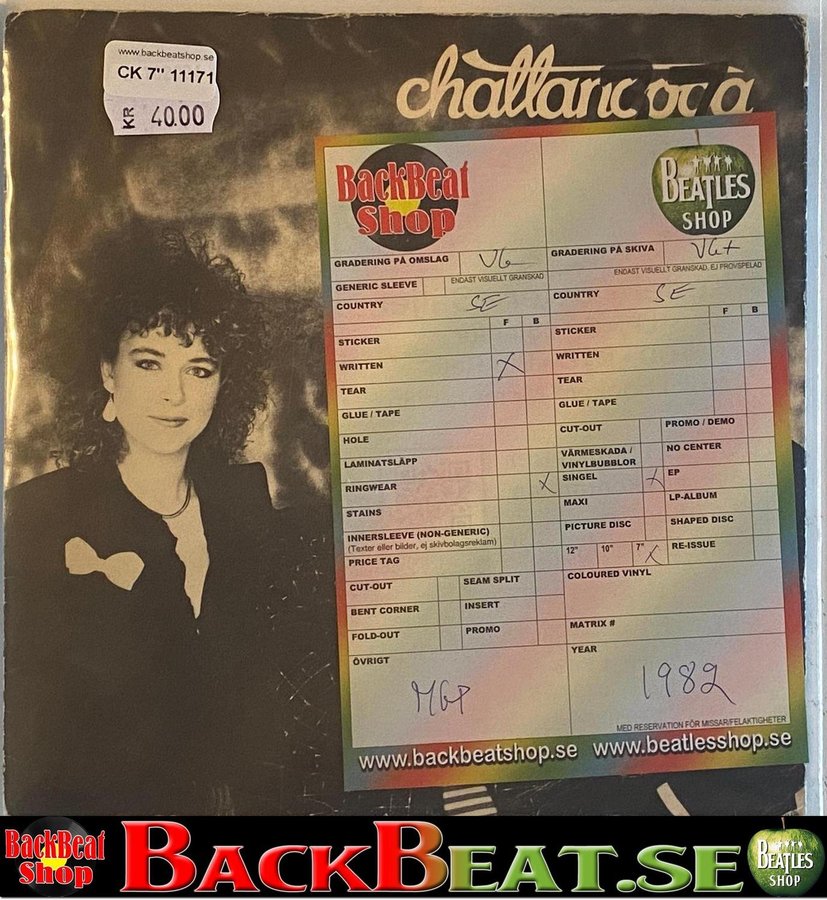 www.backbeatshop.se
CK 7" 11171
KR 40.00
BackBeat
Shop
BEATLES
SHOP
GRADERING PÅ OMSLAG VG
ENDAST VISUELLT GRANSKAD
GRADERING PÅ SKIVA VG+
ENDAST VISUELLT GRANSKAD, EJ PROVSPELAD
GENERIC SLEEVE
COUNTRY SE
F B
STICKER
WRITTEN X
TEAR
GLUE / TAPE
HOLE
LAMINATSLÄPP
RINGWEAR X
STAINS
INNERSLEEVE (NON-GENERIC)
(Texter eller bilder, ej skivbolagsreklam)
PRICE TAG
CUT-OUT SEAM SPLIT
BENT CORNER INSERT
FOLD-OUT PROMO
ÖVRIGT
MGP
COUNTRY SE
F B
STICKER
WRITTEN
TEAR
GLUE / TAPE
CUT-OUT PROMO / DEMO
VÄRMESKADA / NO CENTER
VINYLBUBBLOR
SINGEL X EP
MAXI LP-ALBUM
PICTURE DISC SHAPED DISC
12" 10" 7" X RE-ISSUE
COLOURED VINYL
MATRIX #
YEAR
1982
MED RESERVATION FÖR MISSAR/FELAKTIGHETER
www.backbeatshop.se www.beatlesshop.se
BackBeat
Shop
BACKBEAT.SE
BEATLES
SHOP